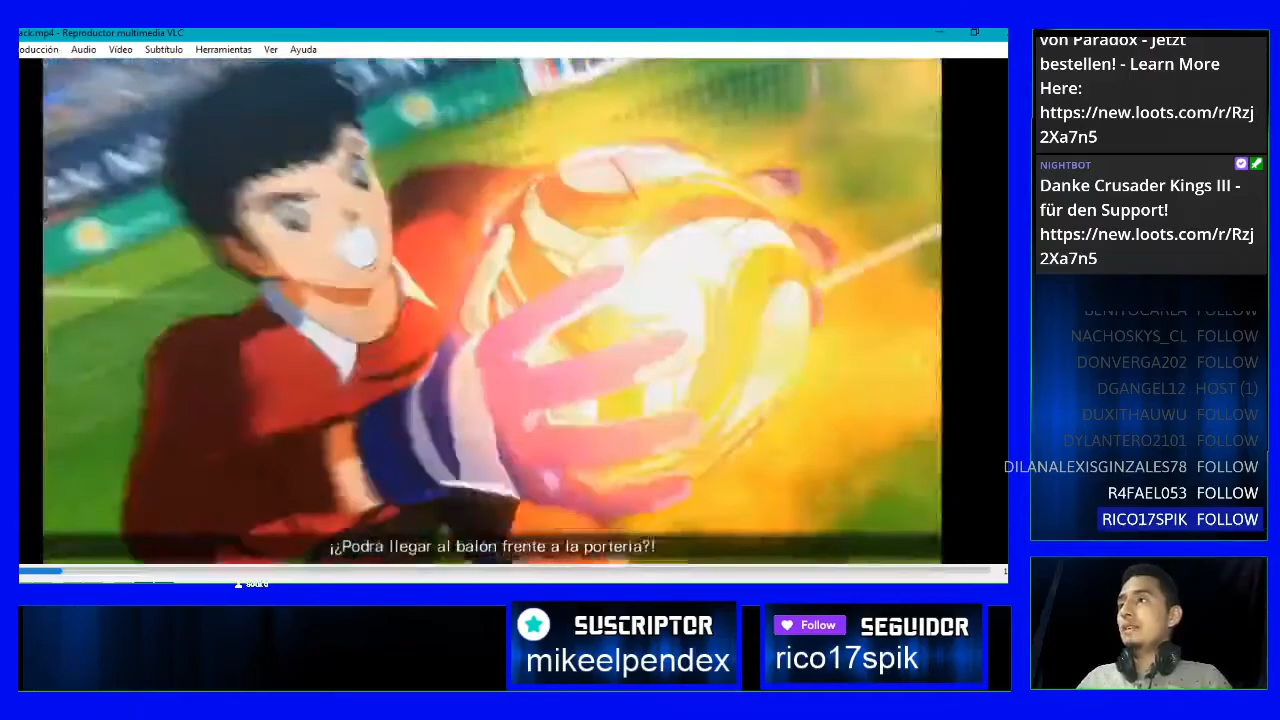 ack.mp4 - Reproductor multimedia VLC
oducción Audio Vídeo Subtítulo Herramientas Ver Ayuda
¡¿Podrá llegar al balón frente a la portería?!
von Paradox - Jetzt
bestellen! - Learn More
Here:
https://new.loots.com/r/Rzj
2Xa7n5
NIGHTBOT
Danke Crusader Kings III -
für den Support!
https://new.loots.com/r/Rzj
2Xa7n5
BENITOCARLA FOLLOW
NACHOSKYS_CL FOLLOW
DONVERGA202 FOLLOW
DGANGEL12 HOST (1)
DUXITHAUWU FOLLOW
DYLANTERO2101 FOLLOW
DILANALEXISGINZALES78 FOLLOW
R4FAEL053 FOLLOW
RICO17SPIK FOLLOW
SUSCRIPTOR
mikeelpendex
Follow SEGUIDOR
rico17spik